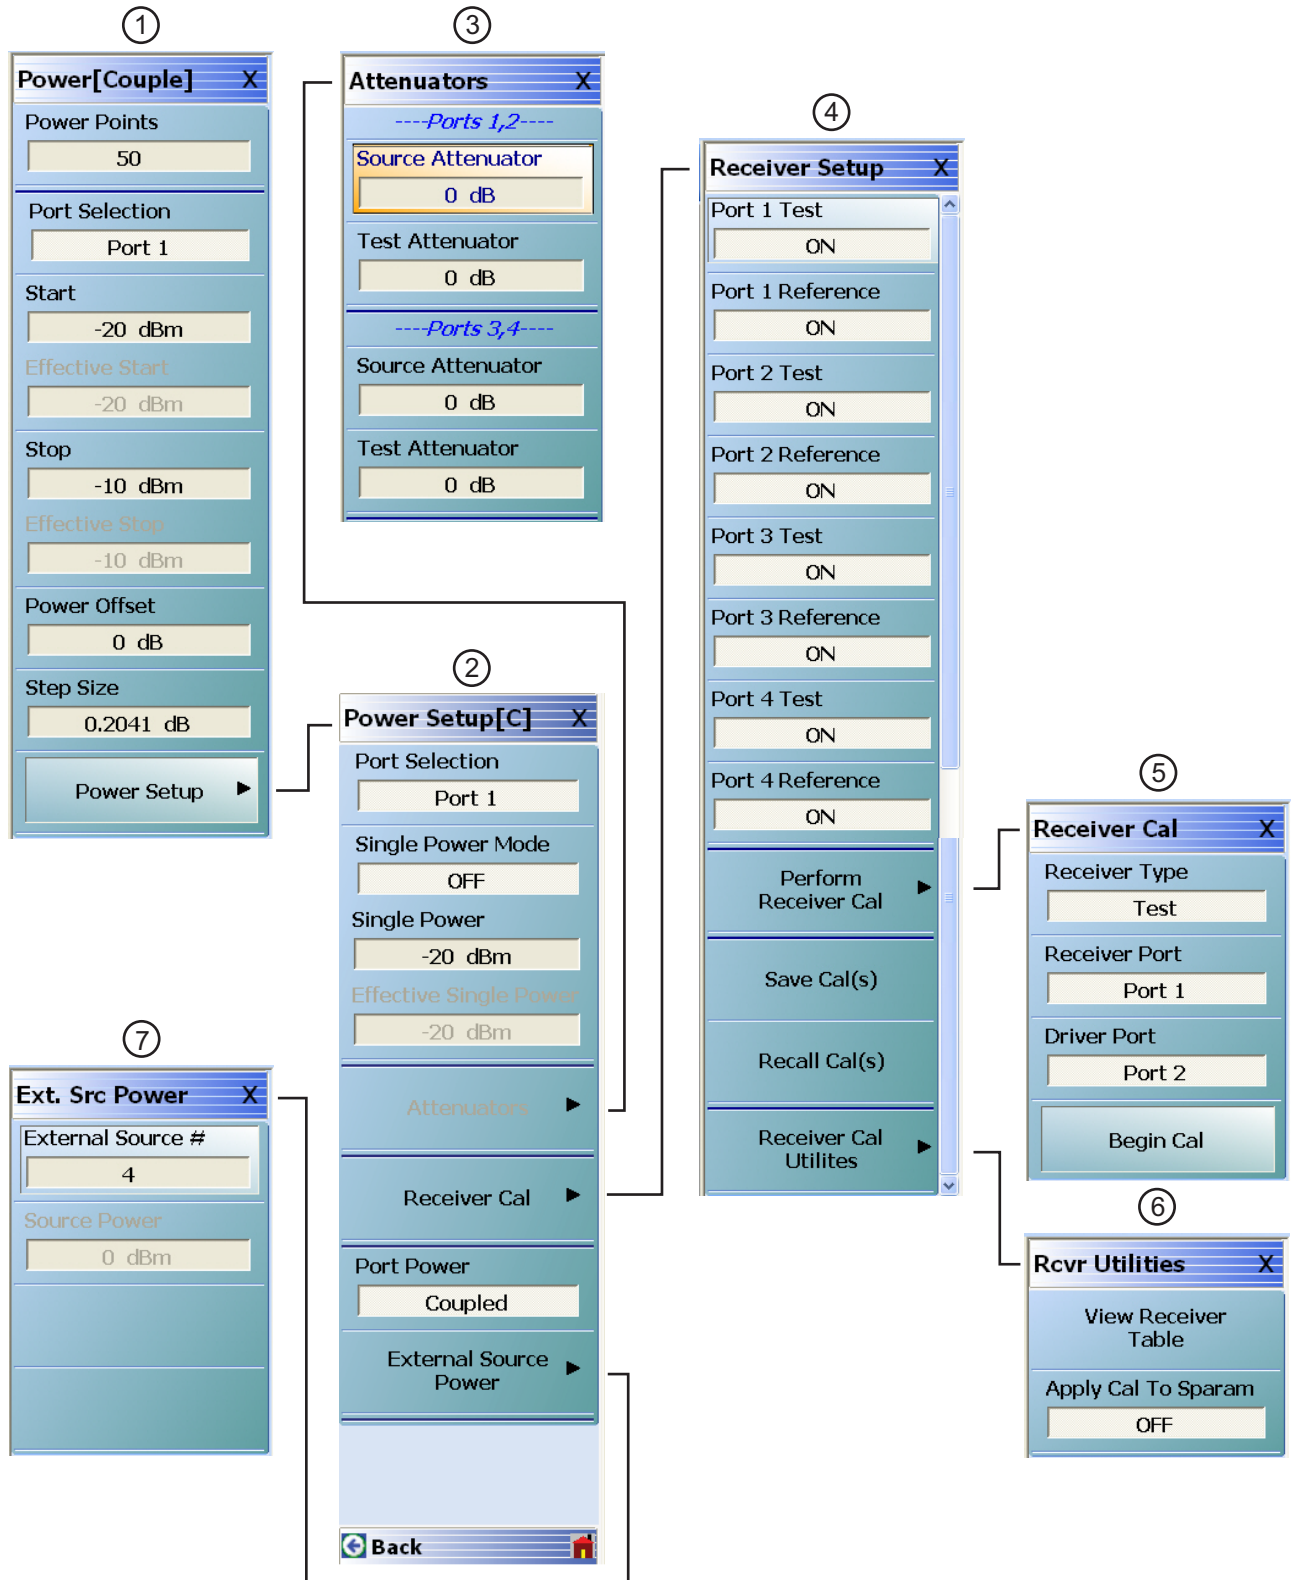 1
Power[Couple] X
Power Points
50
Port Selection
Port 1
Start
-20 dBm
Effective Start
-20 dBm
Stop
-10 dBm
Effective Stop
-10 dBm
Power Offset
0 dB
Step Size
0.2041 dB
Power Setup
2
Power Setup[C] X
Port Selection
Port 1
Single Power Mode
OFF
Single Power
-20 dBm
Effective Single Power
-20 dBm
Attenuators
Receiver Cal
Port Power
Coupled
External Source
Power
Back
3
Attenuators X
----Ports 1,2----
Source Attenuator
0 dB
Test Attenuator
0 dB
----Ports 3,4----
Source Attenuator
0 dB
Test Attenuator
0 dB
4
Receiver Setup X
Port 1 Test
ON
Port 1 Reference
ON
Port 2 Test
ON
Port 2 Reference
ON
Port 3 Test
ON
Port 3 Reference
ON
Port 4 Test
ON
Port 4 Reference
ON
Perform
Receiver Cal
Save Cal(s)
Recall Cal(s)
Receiver Cal
Utilites
5
Receiver Cal X
Receiver Type
Test
Receiver Port
Port 1
Driver Port
Port 2
Begin Cal
6
Rcvr Utilities X
View Receiver
Table
Apply Cal To Sparam
OFF
7
Ext. Src Power X
External Source #
4
Source Power
0 dBm